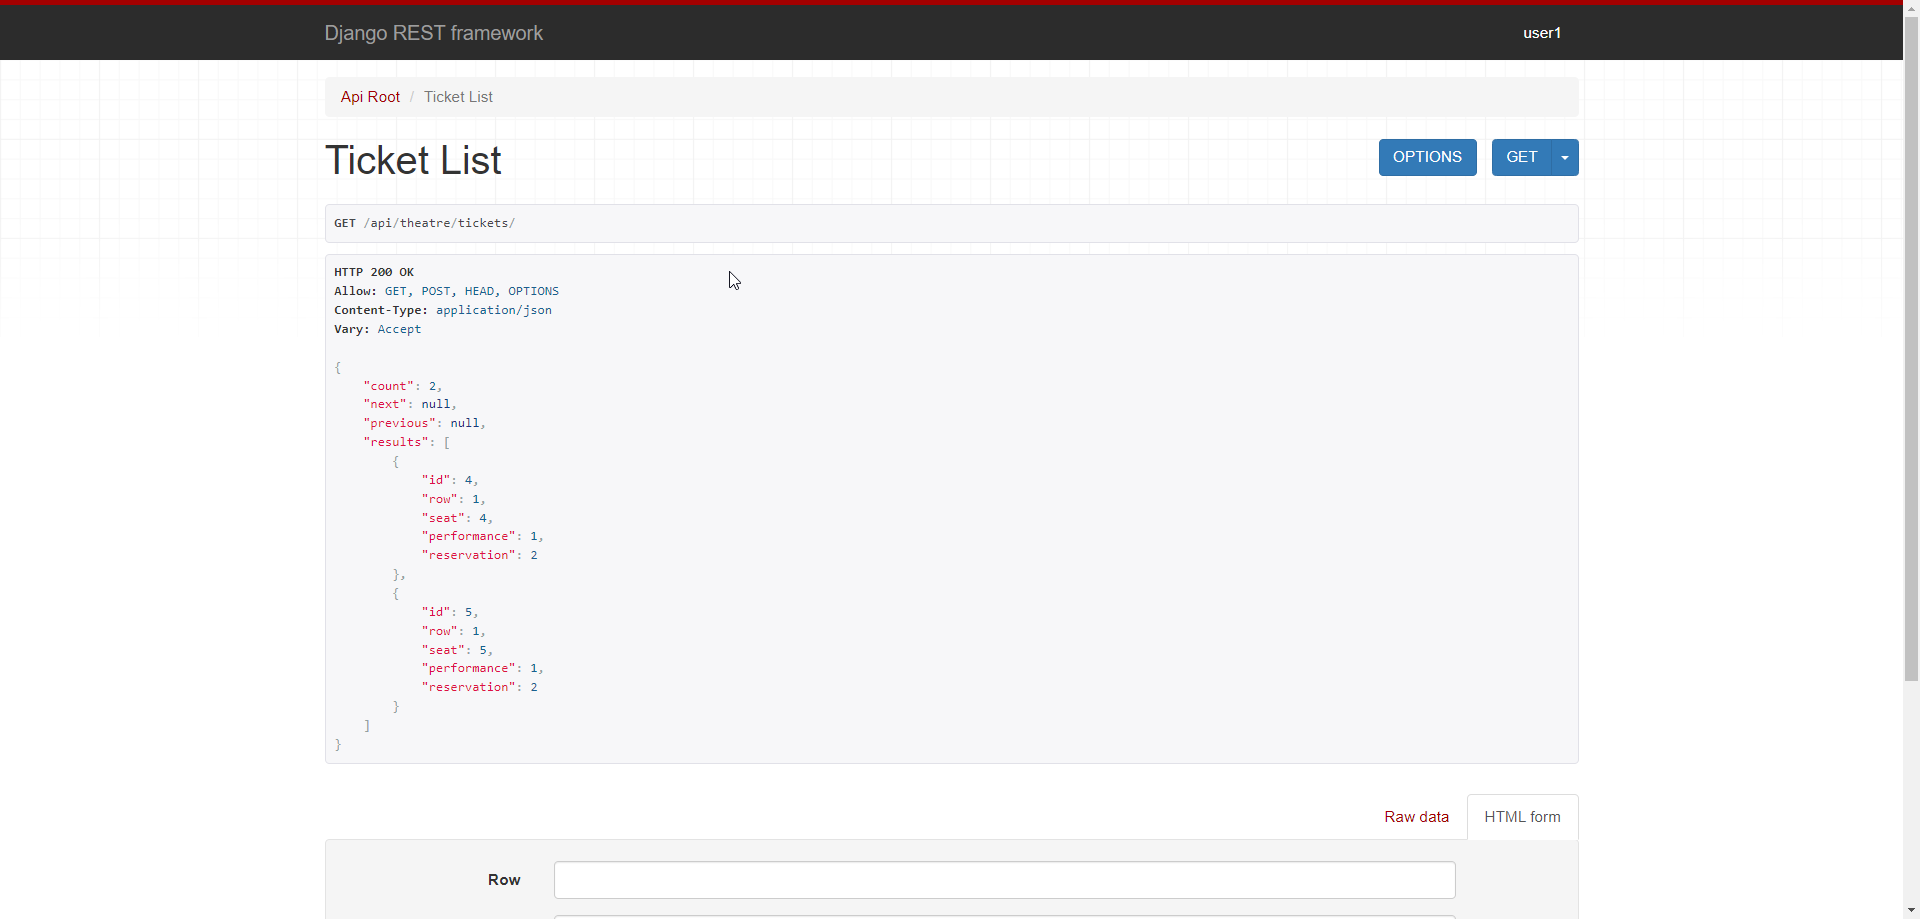 Django REST framework
user1
Api Root / Ticket List
Ticket List
OPTIONS
GET
GET /api/theatre/tickets/
HTTP 200 OK
Allow: GET, POST, HEAD, OPTIONS
Content-Type: application/json
Vary: Accept
{
    "count": 2,
    "next": null,
    "previous": null,
    "results": [
        {
            "id": 4,
            "row": 1,
            "seat": 4,
            "performance": 1,
            "reservation": 2
        },
        {
            "id": 5,
            "row": 1,
            "seat": 5,
            "performance": 1,
            "reservation": 2
        }
    ]
}
Raw data
HTML form
Row